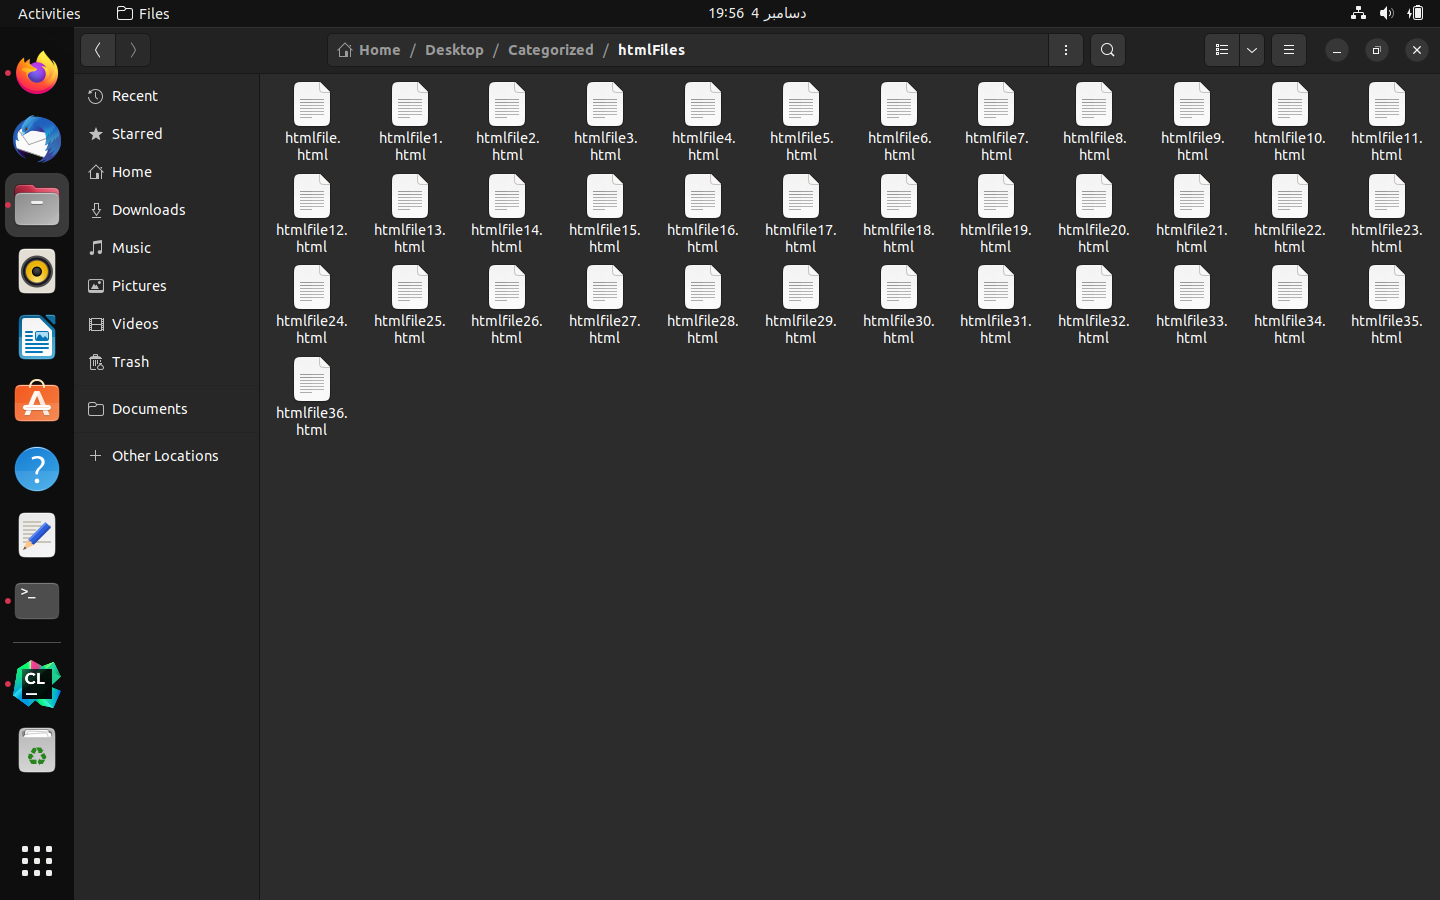 Activities
Files
19:56 4 دسامبر
Home / Desktop / Categorized / htmlFiles
Recent
Starred
Home
Downloads
Music
Pictures
Videos
Trash
Documents
Other Locations
htmlfile.
html
htmlfile1.
html
htmlfile2.
html
htmlfile3.
html
htmlfile4.
html
htmlfile5.
html
htmlfile6.
html
htmlfile7.
html
htmlfile8.
html
htmlfile9.
html
htmlfile10.
html
htmlfile11.
html
htmlfile12.
html
htmlfile13.
html
htmlfile14.
html
htmlfile15.
html
htmlfile16.
html
htmlfile17.
html
htmlfile18.
html
htmlfile19.
html
htmlfile20.
html
htmlfile21.
html
htmlfile22.
html
htmlfile23.
html
htmlfile24.
html
htmlfile25.
html
htmlfile26.
html
htmlfile27.
html
htmlfile28.
html
htmlfile29.
html
htmlfile30.
html
htmlfile31.
html
htmlfile32.
html
htmlfile33.
html
htmlfile34.
html
htmlfile35.
html
htmlfile36.
html
>_
CL